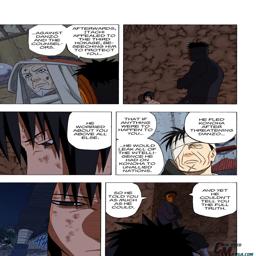 AFTERWARDS,
ITACHI
APPEALED TO
THE THIRD
HOKAGE, BE-
SEECHING HIM
TO PROTECT
YOU...
...AGAINST
DANZO
AND THE
COUNSEL-
ORS.
HE FLED
KONOHA
AFTER
THREATENING
DANZO...
THAT IF
ANYTHING
WERE TO
HAPPEN TO
YOU...
...HE WOULD
LEAK ALL OF
THE INTELLI-
GENCE HE HAD
ON KONOHA
TO UNALLIED
NATIONS.
HE
WORRIED
ABOUT YOU
ABOVE ALL
ELSE.
AND YET
HE
COULDN'T
TELL YOU
THE FULL
TRUTH.
SO HE
TOLD YOU
AS MUCH
AS HE
COULD.